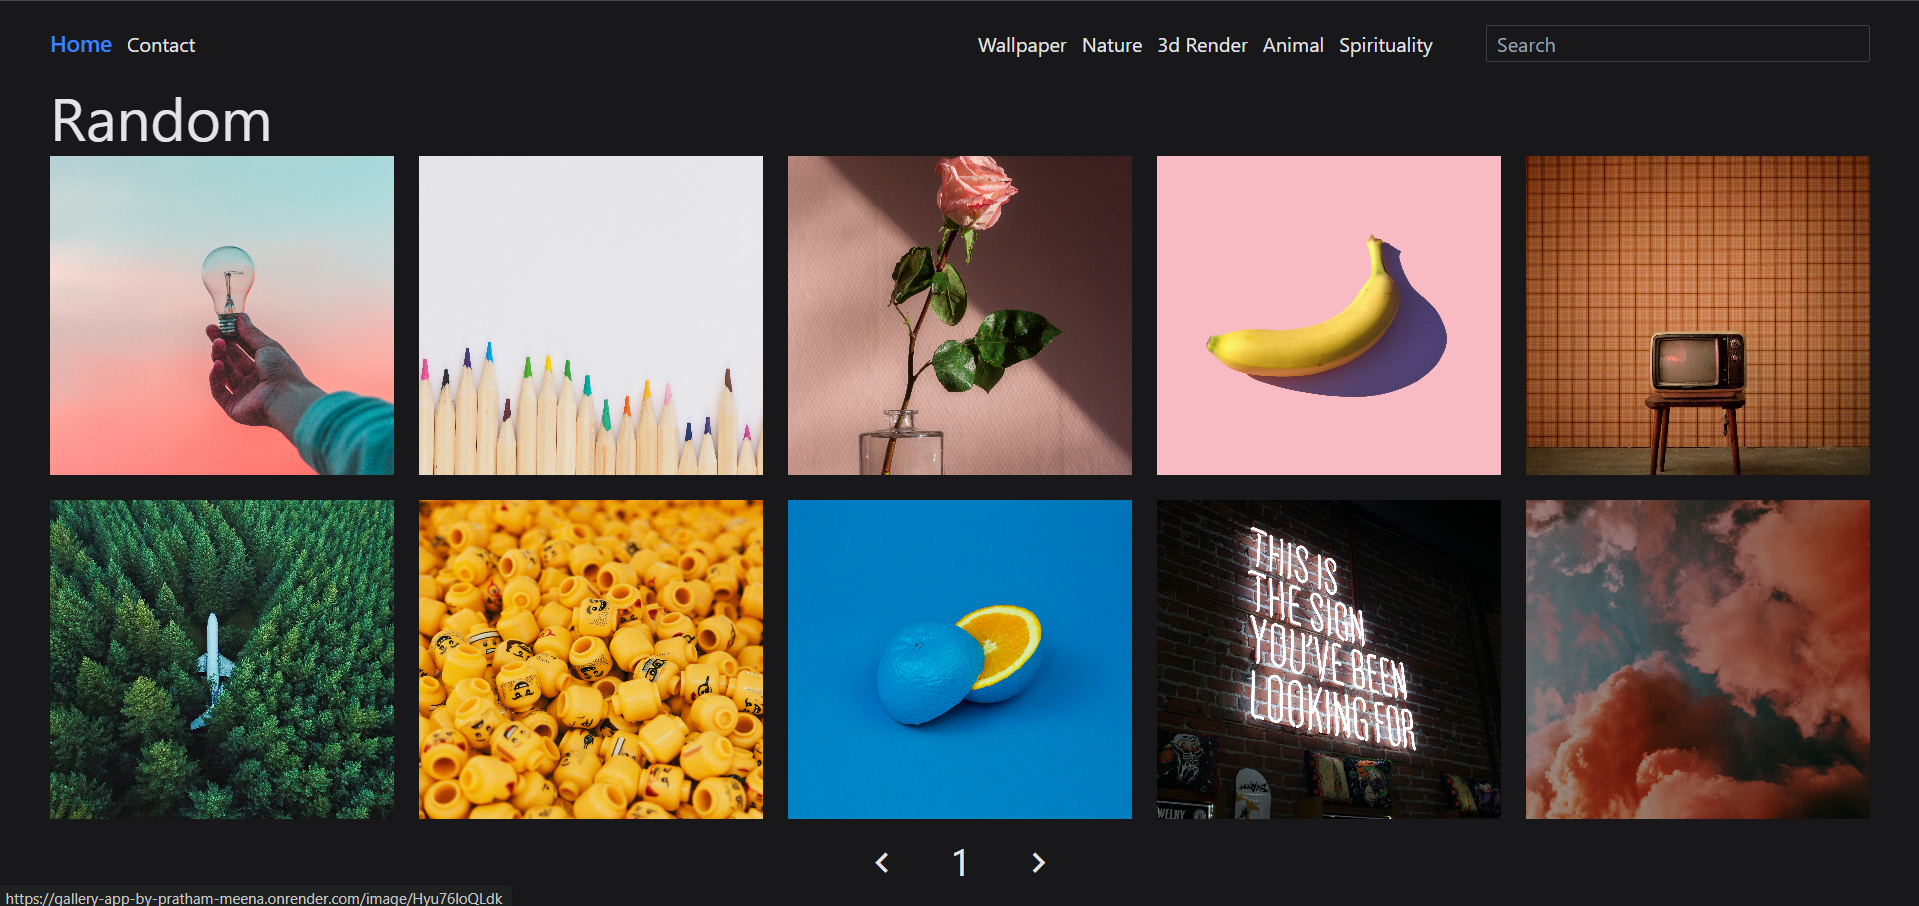 Home Contact Wallpaper Nature 3d Render Animal Spirituality Search
Random
THIS IS
THE SIGN
YOU'VE BEEN
LOOKING FOR
WELRY
1
https://gallery-app-by-pratham-meena.onrender.com/image/Hyu76loQLdk